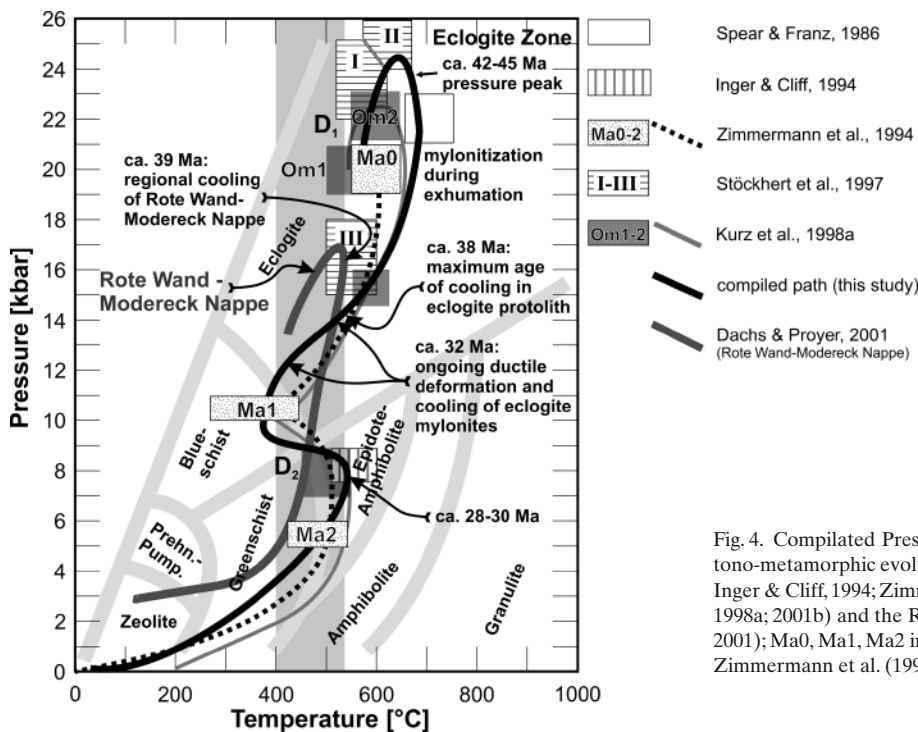 Eclogite Zone
II
I
ca. 42-45 Ma
pressure peak
D1
Om2
Om1
Ma0
mylonitization
during
exhumation
ca. 39 Ma:
regional cooling
of Rote Wand-
Modereck Nappe
Eclogite
III
Rote Wand -
Modereck Nappe
ca. 38 Ma:
maximum age
of cooling in
eclogite protolith
ca. 32 Ma:
ongoing ductile
deformation and
cooling of eclogite
mylonites
Ma1
Blue-
schist
D2
Epidote-
Amphibolite
ca. 28-30 Ma
Ma2
Prehn.-
Pump.
Greenschist
Zeolite
Amphibolite
Granulite
Pressure [kbar]
26
24
22
20
18
16
14
12
10
8
6
4
2
0
0
200
400
600
800
1000
Temperature [°C]
Spear & Franz, 1986
Inger & Cliff, 1994
Ma0-2
Zimmermann et al., 1994
I-III
Stöckhert et al., 1997
Om1-2
Kurz et al., 1998a
compiled path (this study)
Dachs & Proyer, 2001
(Rote Wand-Modereck Nappe)
Fig. 4. Compilated Pres
tono-metamorphic evolu
Inger & Cliff, 1994; Zimr
1998a; 2001b) and the R
2001); Ma0, Ma1, Ma2 in
Zimmermann et al. (199